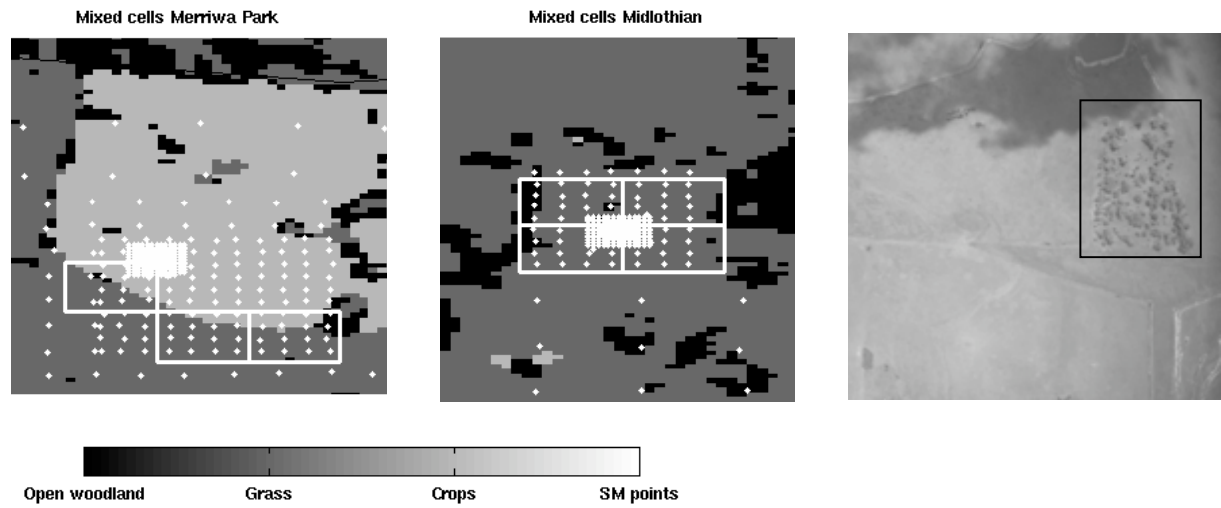 Mixed cells Merriwa Park
Mixed cells Midlothian
Open woodland
Grass
Crops
SM points